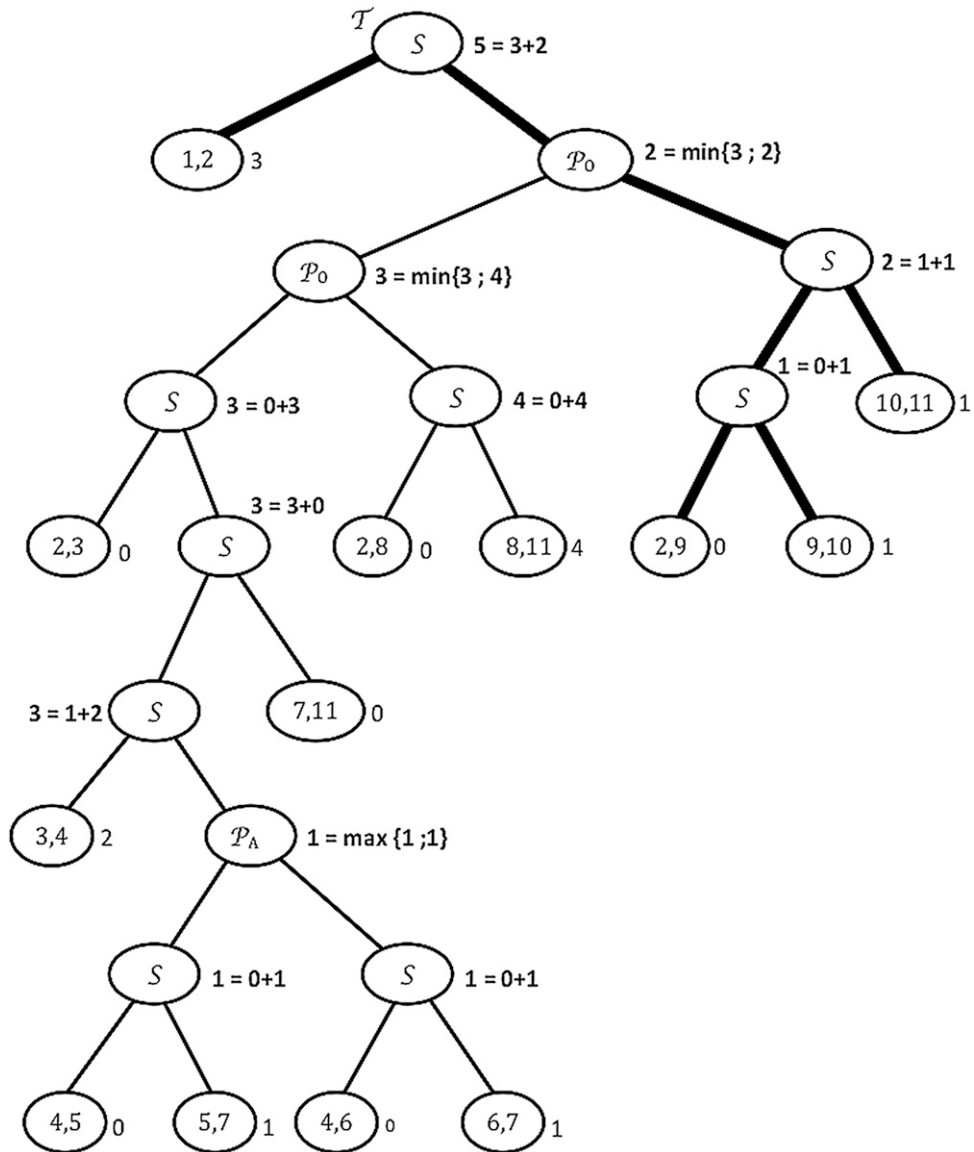 𝒯
S 5 = 3+2
1,2 3
𝒫₀ 2 = min{3 ; 2}
𝒫₀ 3 = min{3 ; 4}
S 2 = 1+1
S 3 = 0+3
S 4 = 0+4
S 1 = 0+1
10,11 1
2,3 0
S 3 = 3+0
2,8 0
8,11 4
2,9 0
9,10 1
3 = 1+2 S
7,11 0
3,4 2
𝒫Λ 1 = max {1 ;1}
S 1 = 0+1
S 1 = 0+1
4,5 0
5,7 1
4,6 0
6,7 1